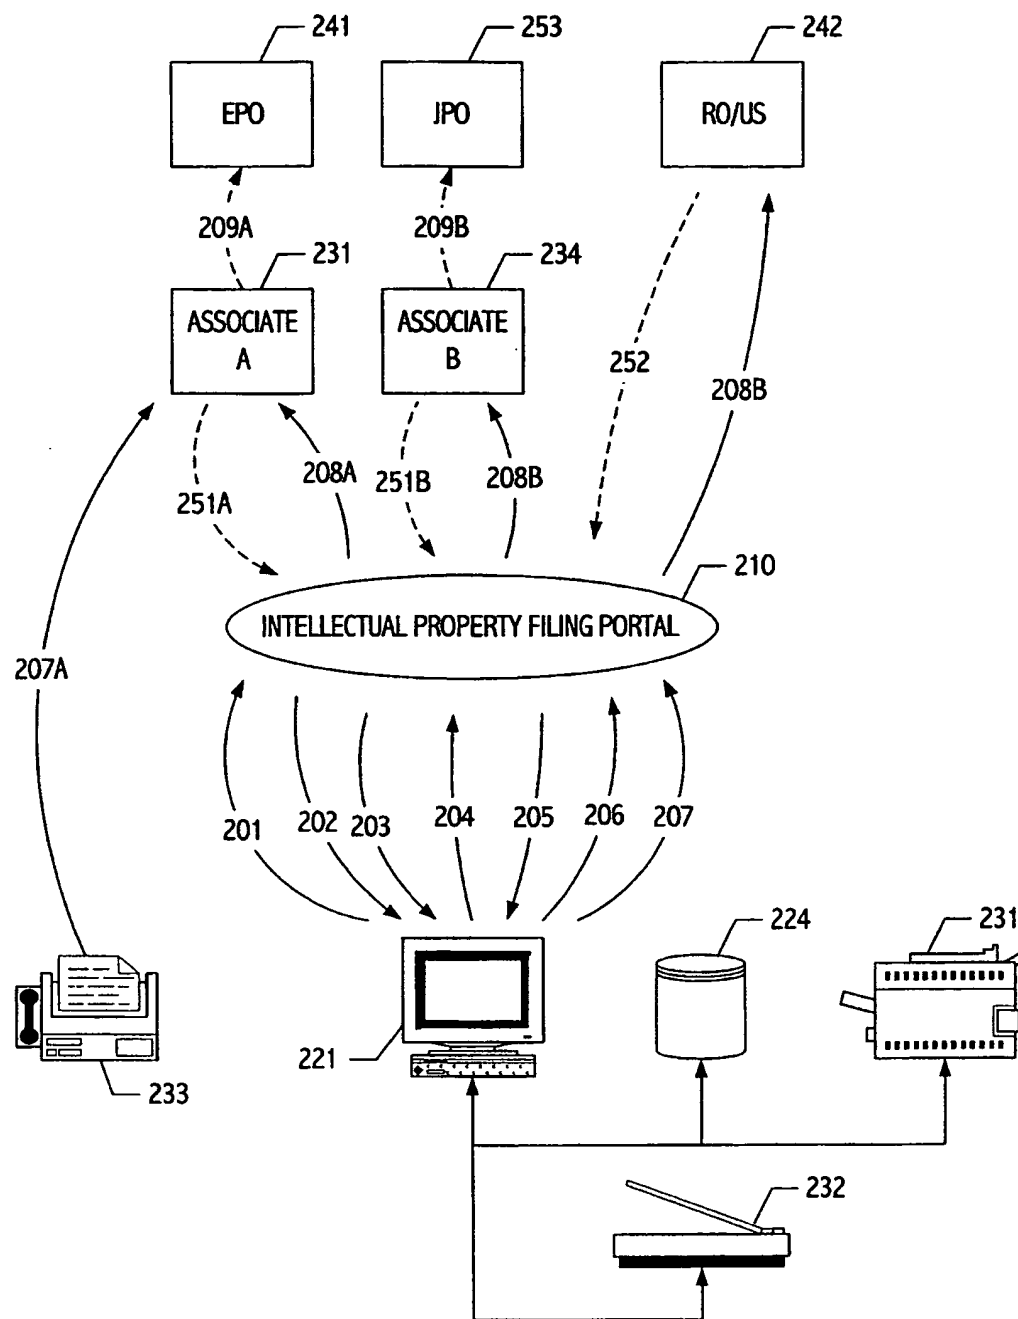 241
253
242
EPO
JPO
RO/US
209A
209B
231
234
ASSOCIATE
A
ASSOCIATE
B
252
208B
208A
251B
208B
251A
210
INTELLECTUAL PROPERTY FILING PORTAL
207A
201
202
203
204
205
206
207
224
231
221
233
232